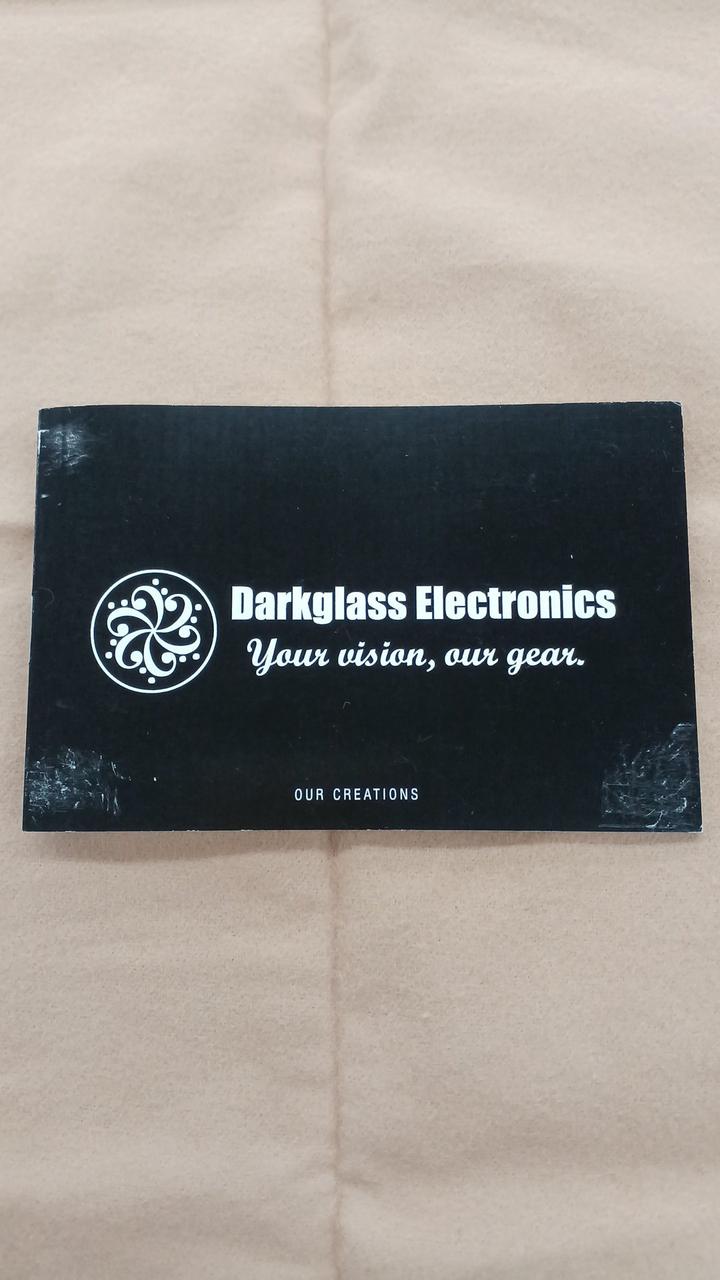 Darkglass Electronics
Your vision, our gear.
OUR CREATIONS